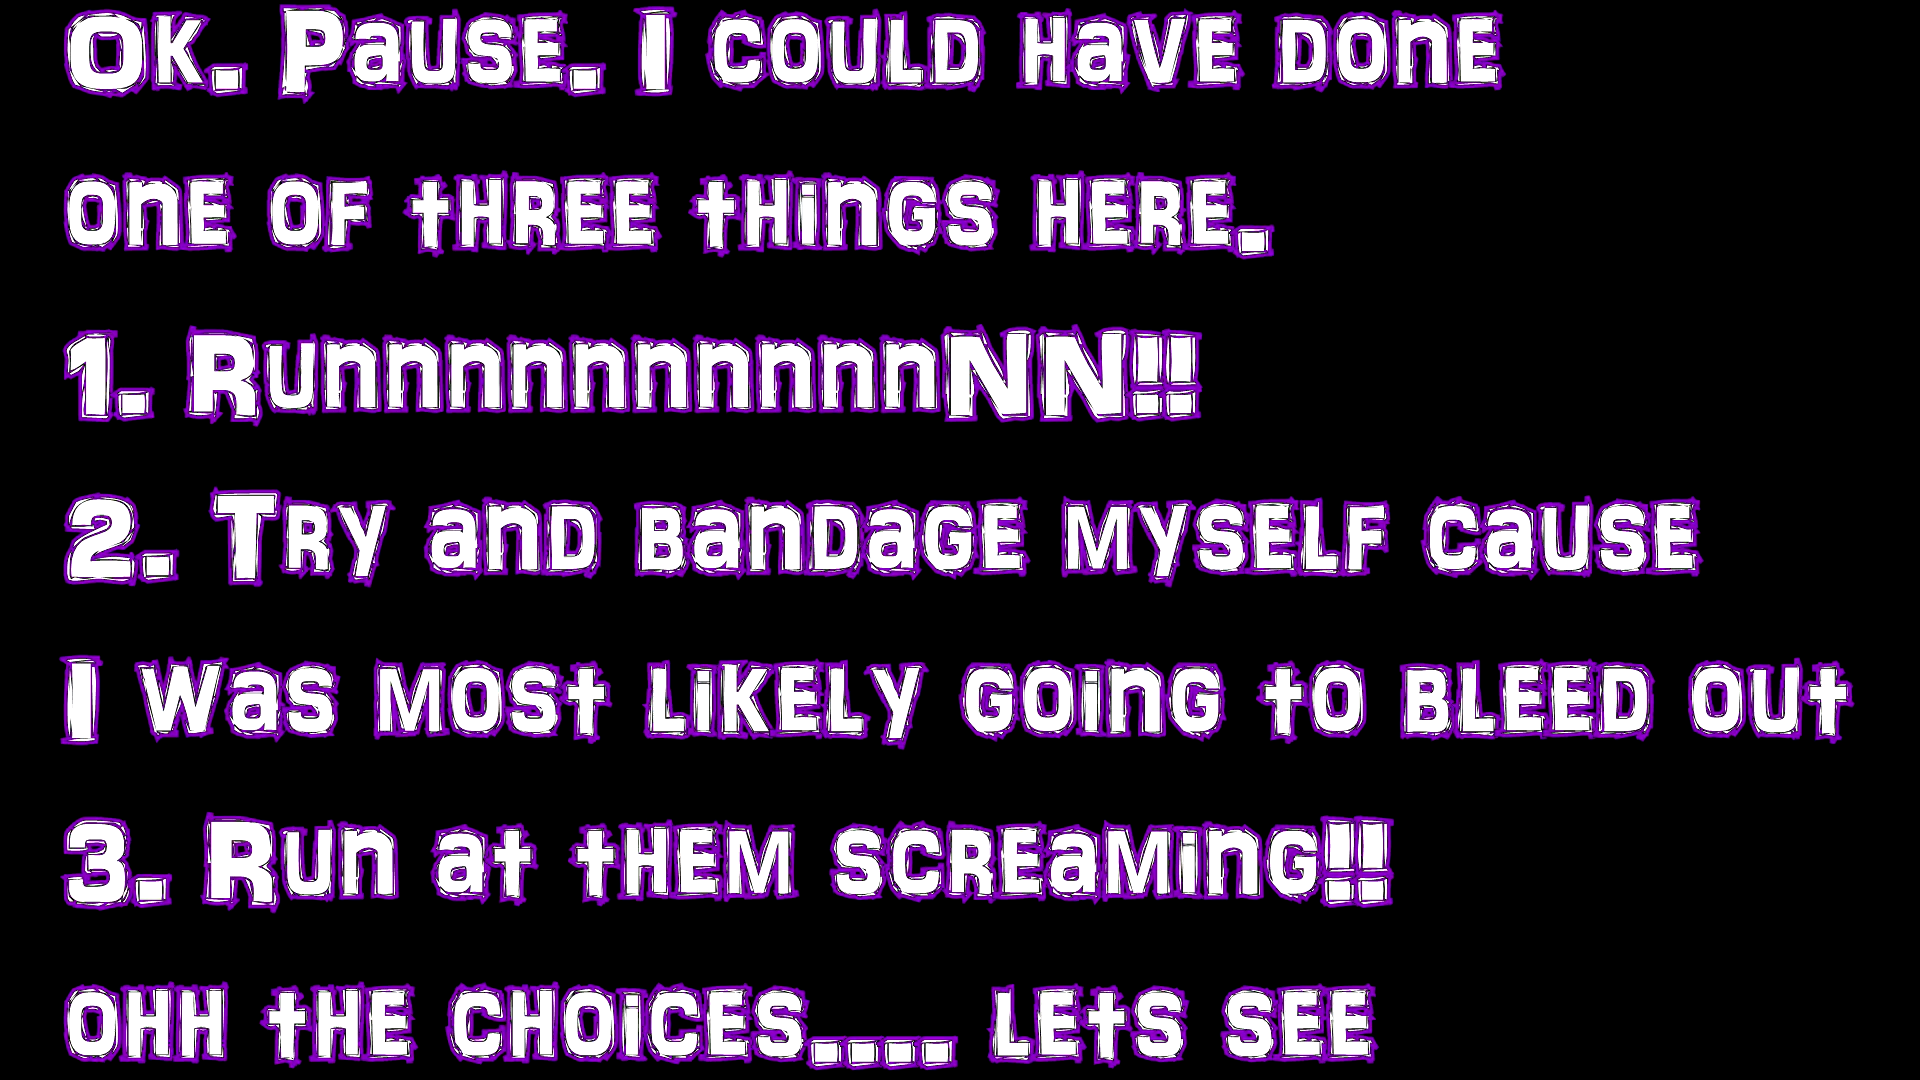 Ok. Pause. I could have done
one of three things here.
1. RunnnnnnnnnnNN!!
2. Try and bandage myself cause
I was most likely going to bleed out
3. Run at them screaming!!
ohh the choices.... lets see